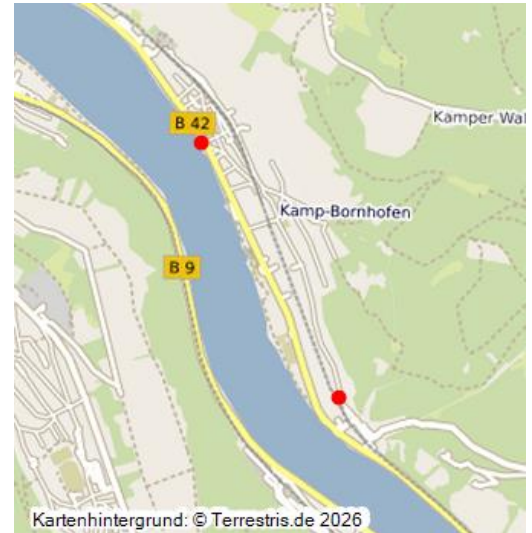 B 42
Kamper Wal
Kamp-Bornhofen
B 9
Kartenhintergrund: © Terrestris.de 2026